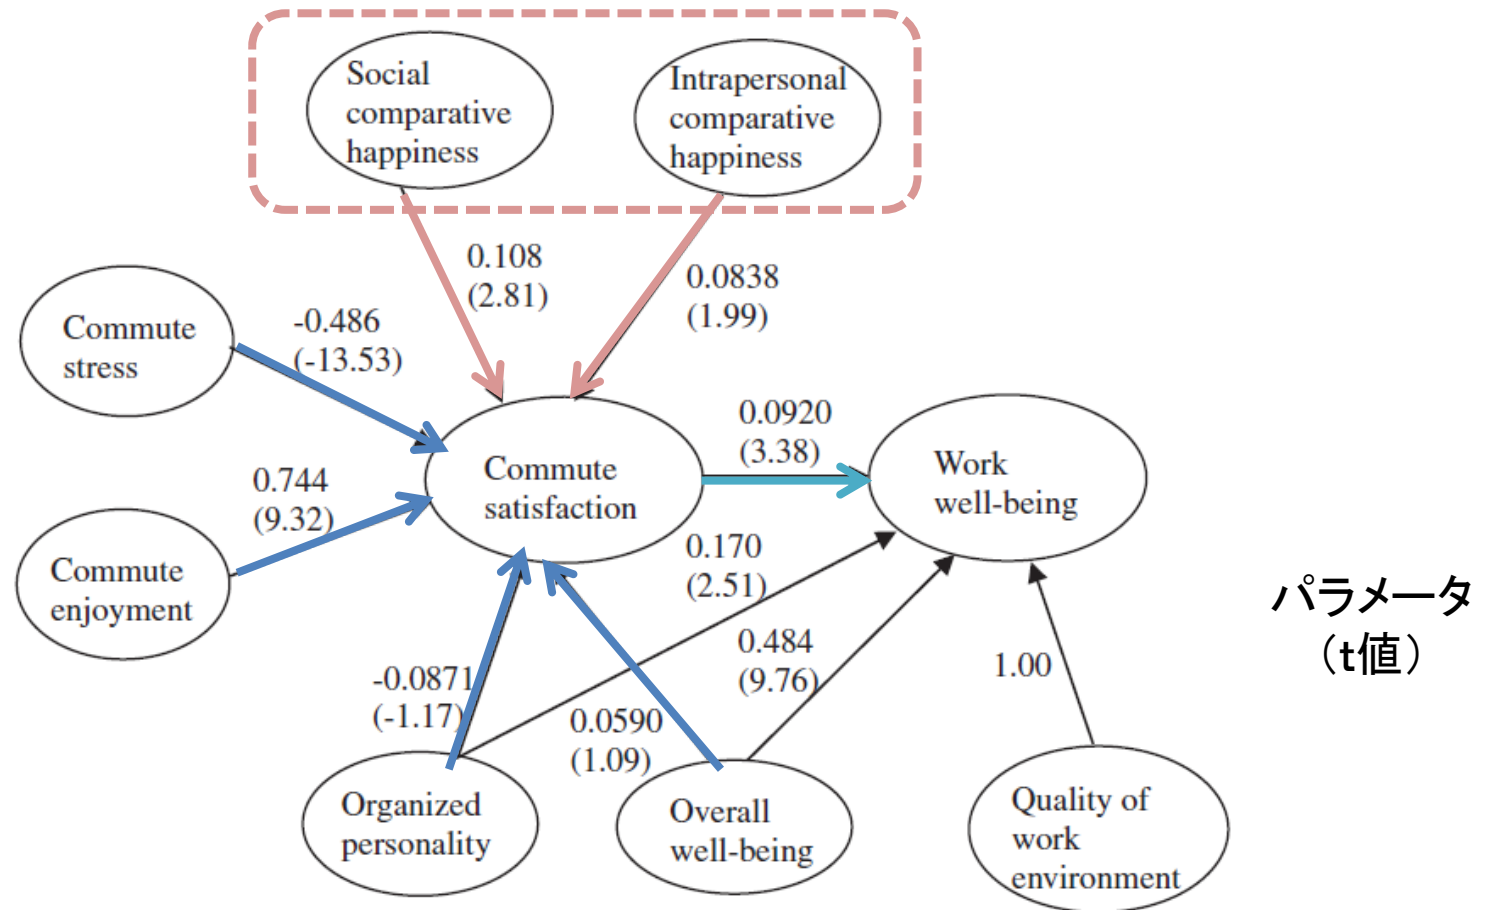 Social
comparative
happiness
Intrapersonal
comparative
happiness
0.108
(2.81)
0.0838
(1.99)
Commute
stress
-0.486
(-13.53)
0.744
(9.32)
Commute
enjoyment
Commute
satisfaction
0.0920
(3.38)
Work
well-being
0.170
(2.51)
0.484
(9.76)
1.00
パラメータ
（t値）
-0.0871
(-1.17)
0.0590
(1.09)
Organized
personality
Overall
well-being
Quality of
work
environment